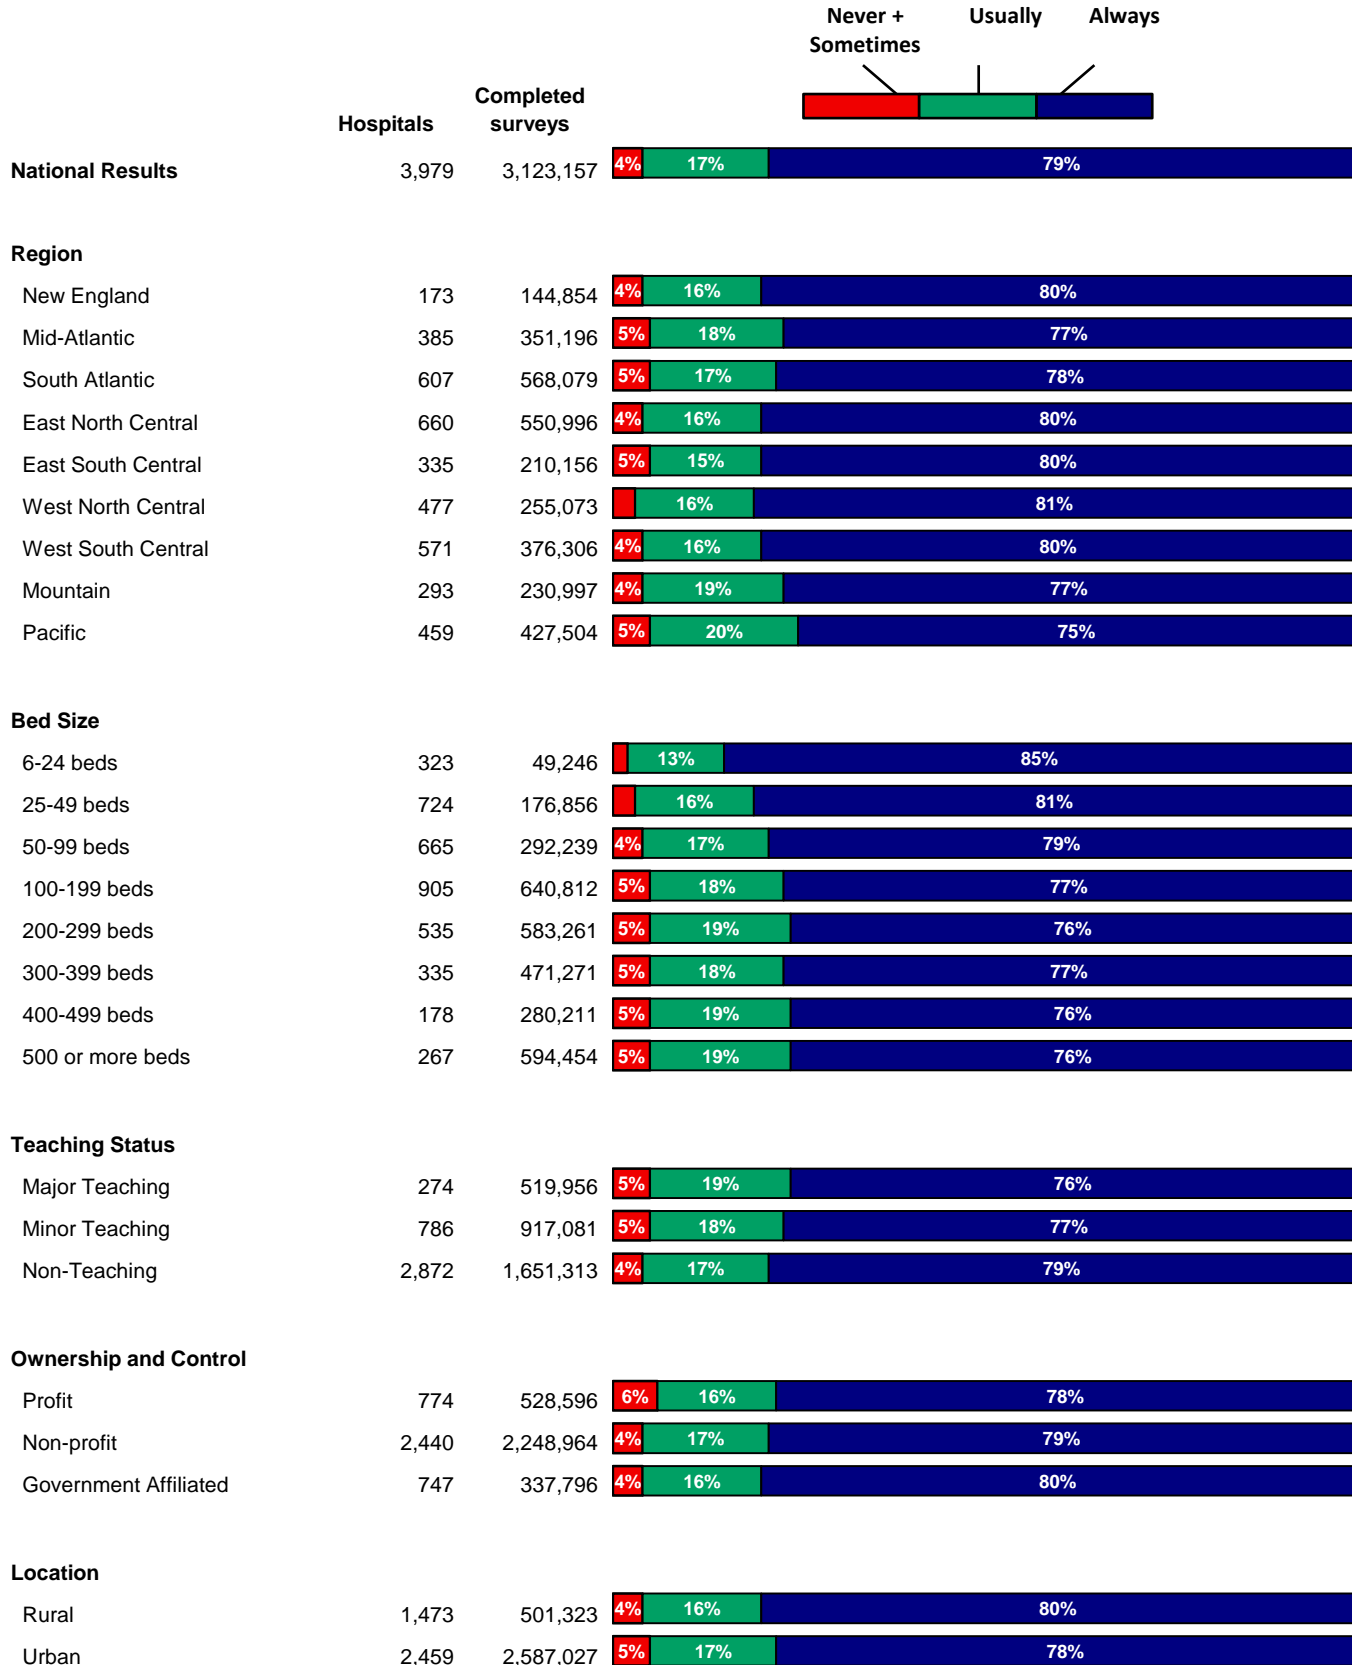 Never + Usually Always
Sometimes
Completed
Hospitals surveys
National Results 3,979 3,123,157 4% 17% 79%
Region
New England 173 144,854 4% 16% 80%
Mid-Atlantic 385 351,196 5% 18% 77%
South Atlantic 607 568,079 5% 17% 78%
East North Central 660 550,996 4% 16% 80%
East South Central 335 210,156 5% 15% 80%
West North Central 477 255,073 16% 81%
West South Central 571 376,306 4% 16% 80%
Mountain 293 230,997 4% 19% 77%
Pacific 459 427,504 5% 20% 75%
Bed Size
6-24 beds 323 49,246 13% 85%
25-49 beds 724 176,856 16% 81%
50-99 beds 665 292,239 4% 17% 79%
100-199 beds 905 640,812 5% 18% 77%
200-299 beds 535 583,261 5% 19% 76%
300-399 beds 335 471,271 5% 18% 77%
400-499 beds 178 280,211 5% 19% 76%
500 or more beds 267 594,454 5% 19% 76%
Teaching Status
Major Teaching 274 519,956 5% 19% 76%
Minor Teaching 786 917,081 5% 18% 77%
Non-Teaching 2,872 1,651,313 4% 17% 79%
Ownership and Control
Profit 774 528,596 6% 16% 78%
Non-profit 2,440 2,248,964 4% 17% 79%
Government Affiliated 747 337,796 4% 16% 80%
Location
Rural 1,473 501,323 4% 16% 80%
Urban 2,459 2,587,027 5% 17% 78%